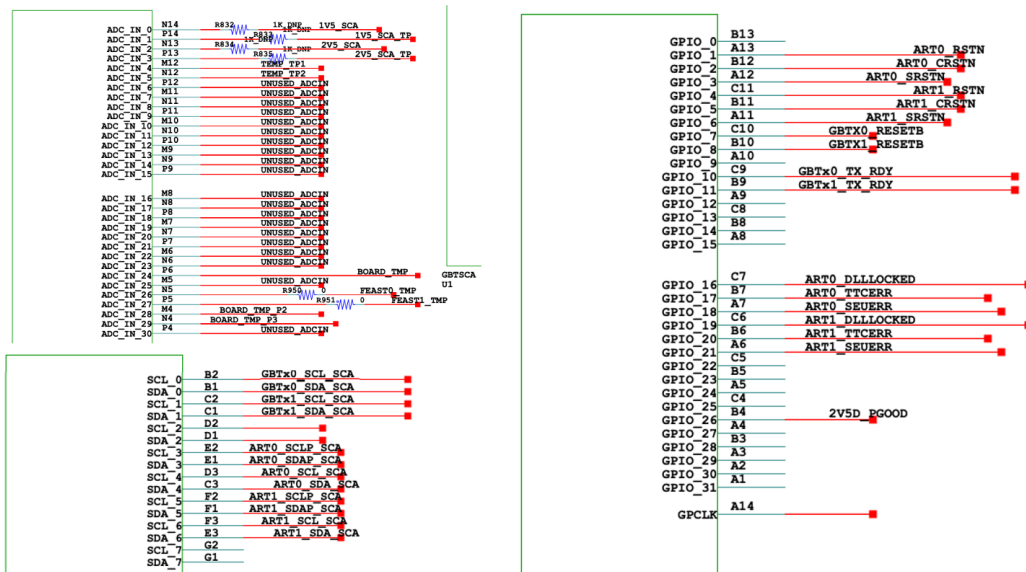 ADC_IN_0 N14 R832 1K_DNP 1V5_SCA
ADC_IN_1 P14 R833 1K_DNP 1V5_SCA_TP
ADC_IN_2 N13 R834 1K_DNP 2V5_SCA
ADC_IN_3 P13 R835 1K_DNP 2V5_SCA_TP
ADC_IN_4 M12 TEMP_TP1
ADC_IN_5 N12 TEMP_TP2
ADC_IN_6 P12 UNUSED_ADCIN
ADC_IN_7 M11 UNUSED_ADCIN
ADC_IN_8 N11 UNUSED_ADCIN
ADC_IN_9 P11 UNUSED_ADCIN
ADC_IN_10 M10 UNUSED_ADCIN
ADC_IN_11 N10 UNUSED_ADCIN
ADC_IN_12 P10 UNUSED_ADCIN
ADC_IN_13 M9 UNUSED_ADCIN
ADC_IN_14 N9 UNUSED_ADCIN
ADC_IN_15 P9 UNUSED_ADCIN
ADC_IN_16 M8 UNUSED_ADCIN
ADC_IN_17 N8 UNUSED_ADCIN
ADC_IN_18 P8 UNUSED_ADCIN
ADC_IN_19 M7 UNUSED_ADCIN
ADC_IN_20 N7 UNUSED_ADCIN
ADC_IN_21 P7 UNUSED_ADCIN
ADC_IN_22 M6 UNUSED_ADCIN
ADC_IN_23 N6 UNUSED_ADCIN
ADC_IN_24 P6 BOARD_TMP
ADC_IN_25 M5 UNUSED_ADCIN
ADC_IN_26 N5 R950 0 FEAST0_TMP
ADC_IN_27 P5 R951 0 FEAST1_TMP
ADC_IN_28 M4 BOARD_TMP_P2
ADC_IN_29 N4 BOARD_TMP_P3
ADC_IN_30 P4 UNUSED_ADCIN
GBTSCA
U1
SCL_0 B2 GBTx0_SCL_SCA
SDA_0 B1 GBTx0_SDA_SCA
SCL_1 C2 GBTx1_SCL_SCA
SDA_1 C1 GBTx1_SDA_SCA
SCL_2 D2
SDA_2 D1
SCL_3 E2 ART0_SCLP_SCA
SDA_3 E1 ART0_SDAP_SCA
SCL_4 D3 ART0_SCL_SCA
SDA_4 C3 ART0_SDA_SCA
SCL_5 F2 ART1_SCLP_SCA
SDA_5 F1 ART1_SDAP_SCA
SCL_6 F3 ART1_SCL_SCA
SDA_6 E3 ART1_SDA_SCA
SCL_7 G2
SDA_7 G1
GPIO_0 B13
GPIO_1 A13 ART0_RSTN
GPIO_2 B12 ART0_CRSTN
GPIO_3 A12 ART0_SRSTN
GPIO_4 C11 ART1_RSTN
GPIO_5 B11 ART1_CRSTN
GPIO_6 A11 ART1_SRSTN
GPIO_7 C10 GBTX0_RESETB
GPIO_8 B10 GBTX1_RESETB
GPIO_9 A10
GPIO_10 C9 GBTx0_TX_RDY
GPIO_11 B9 GBTx1_TX_RDY
GPIO_12 A9
GPIO_13 C8
GPIO_14 B8
GPIO_15 A8
GPIO_16 C7 ART0_DLLLOCKED
GPIO_17 B7 ART0_TTCERR
GPIO_18 A7 ART0_SEUERR
GPIO_19 C6 ART1_DLLLOCKED
GPIO_20 B6 ART1_TTCERR
GPIO_21 A6 ART1_SEUERR
GPIO_22 C5
GPIO_23 B5
GPIO_24 A5
GPIO_25 C4
GPIO_26 B4 2V5D_PGOOD
GPIO_27 A4
GPIO_28 B3
GPIO_29 A3
GPIO_30 A2
GPIO_31 A1
GPCLK A14